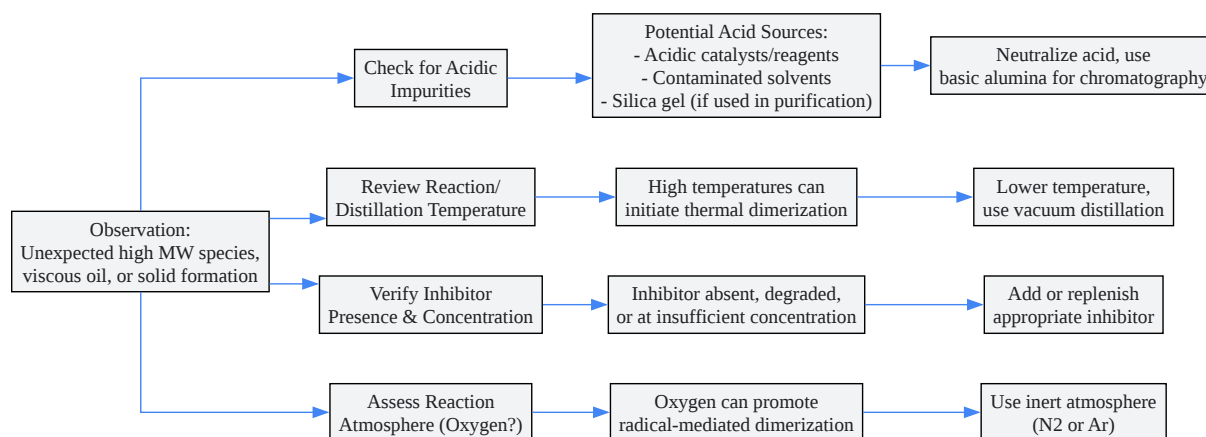 Check for Acidic
Impurities
Potential Acid Sources:
- Acidic catalysts/reagents
- Contaminated solvents
- Silica gel (if used in purification)
Neutralize acid, use
basic alumina for chromatography
Observation:
Unexpected high MW species,
viscous oil, or solid formation
Review Reaction/
Distillation Temperature
High temperatures can
initiate thermal dimerization
Lower temperature,
use vacuum distillation
Verify Inhibitor
Presence & Concentration
Inhibitor absent, degraded,
or at insufficient concentration
Add or replenish
appropriate inhibitor
Assess Reaction
Atmosphere (Oxygen?)
Oxygen can promote
radical-mediated dimerization
Use inert atmosphere
(N2 or Ar)